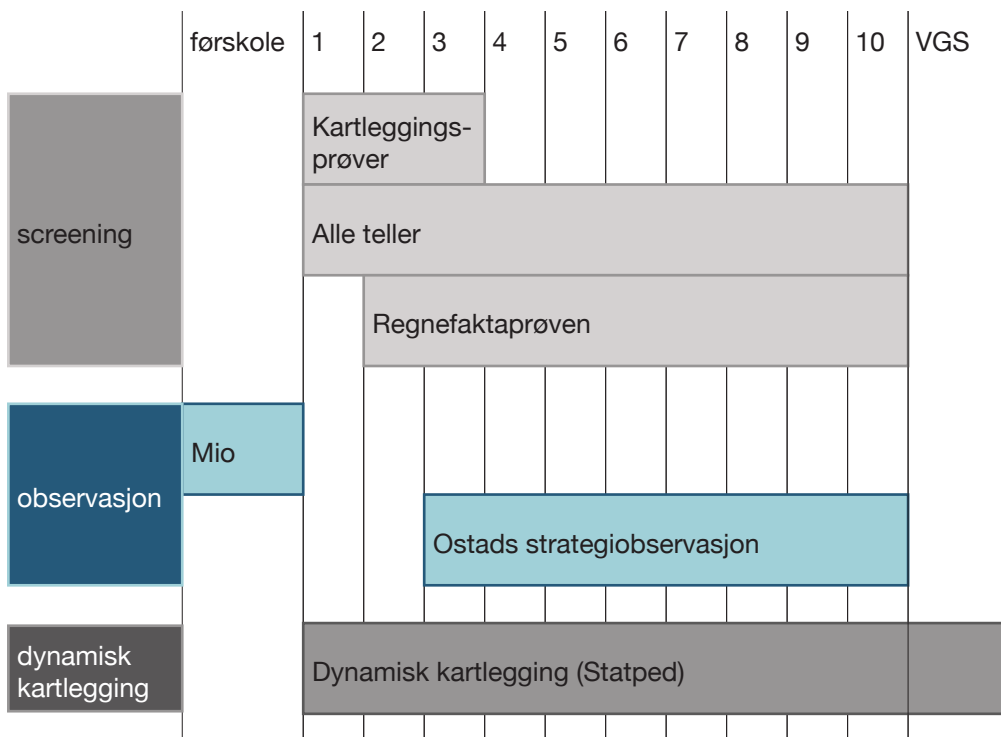 førskole 1 2 3 4 5 6 7 8 9 10 VGS
screening
Kartleggings-
prøver
Alle teller
Regnefaktaprøven
observasjon
Mio
Ostads strategiobservasjon
dynamisk
kartlegging
Dynamisk kartlegging (Statped)